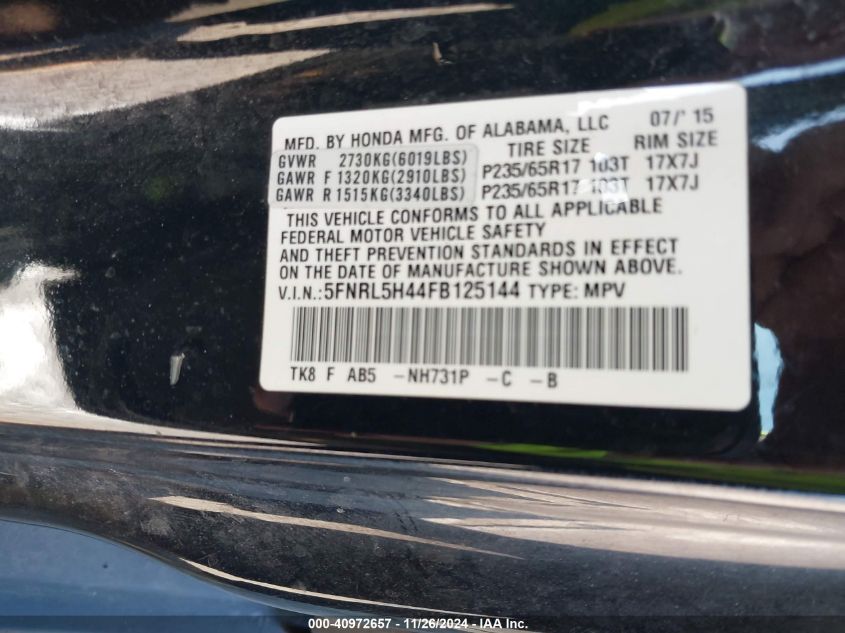 MFD. BY HONDA MFG. OF ALABAMA, LLC 07/'15
GVWR 2730KG(6019LBS) TIRE SIZE RIM SIZE
GAWR F 1320KG(2910LBS) P235/65R17 103T 17X7J
GAWR R 1515KG(3340LBS) P235/65R17 103T 17X7J
THIS VEHICLE CONFORMS TO ALL APPLICABLE
FEDERAL MOTOR VEHICLE SAFETY
AND THEFT PREVENTION STANDARDS IN EFFECT
ON THE DATE OF MANUFACTURE SHOWN ABOVE.
V.I.N.:5FNRL5H44FB125144 TYPE: MPV
TK8 F AB5 -NH731P -C -B
000-40972657 - 11/26/2024 - IAA Inc.